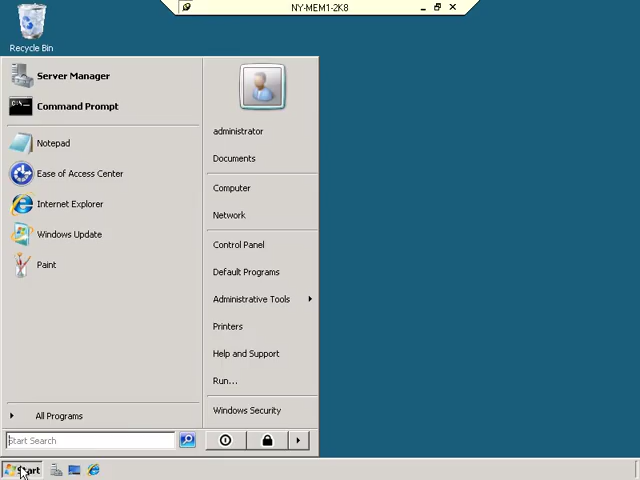 NY-MEM1-2K8
Recycle Bin
Server Manager
Command Prompt
Notepad
Ease of Access Center
Internet Explorer
Windows Update
Paint
All Programs
Start Search
administrator
Documents
Computer
Network
Control Panel
Default Programs
Administrative Tools
Printers
Help and Support
Run...
Windows Security
Start